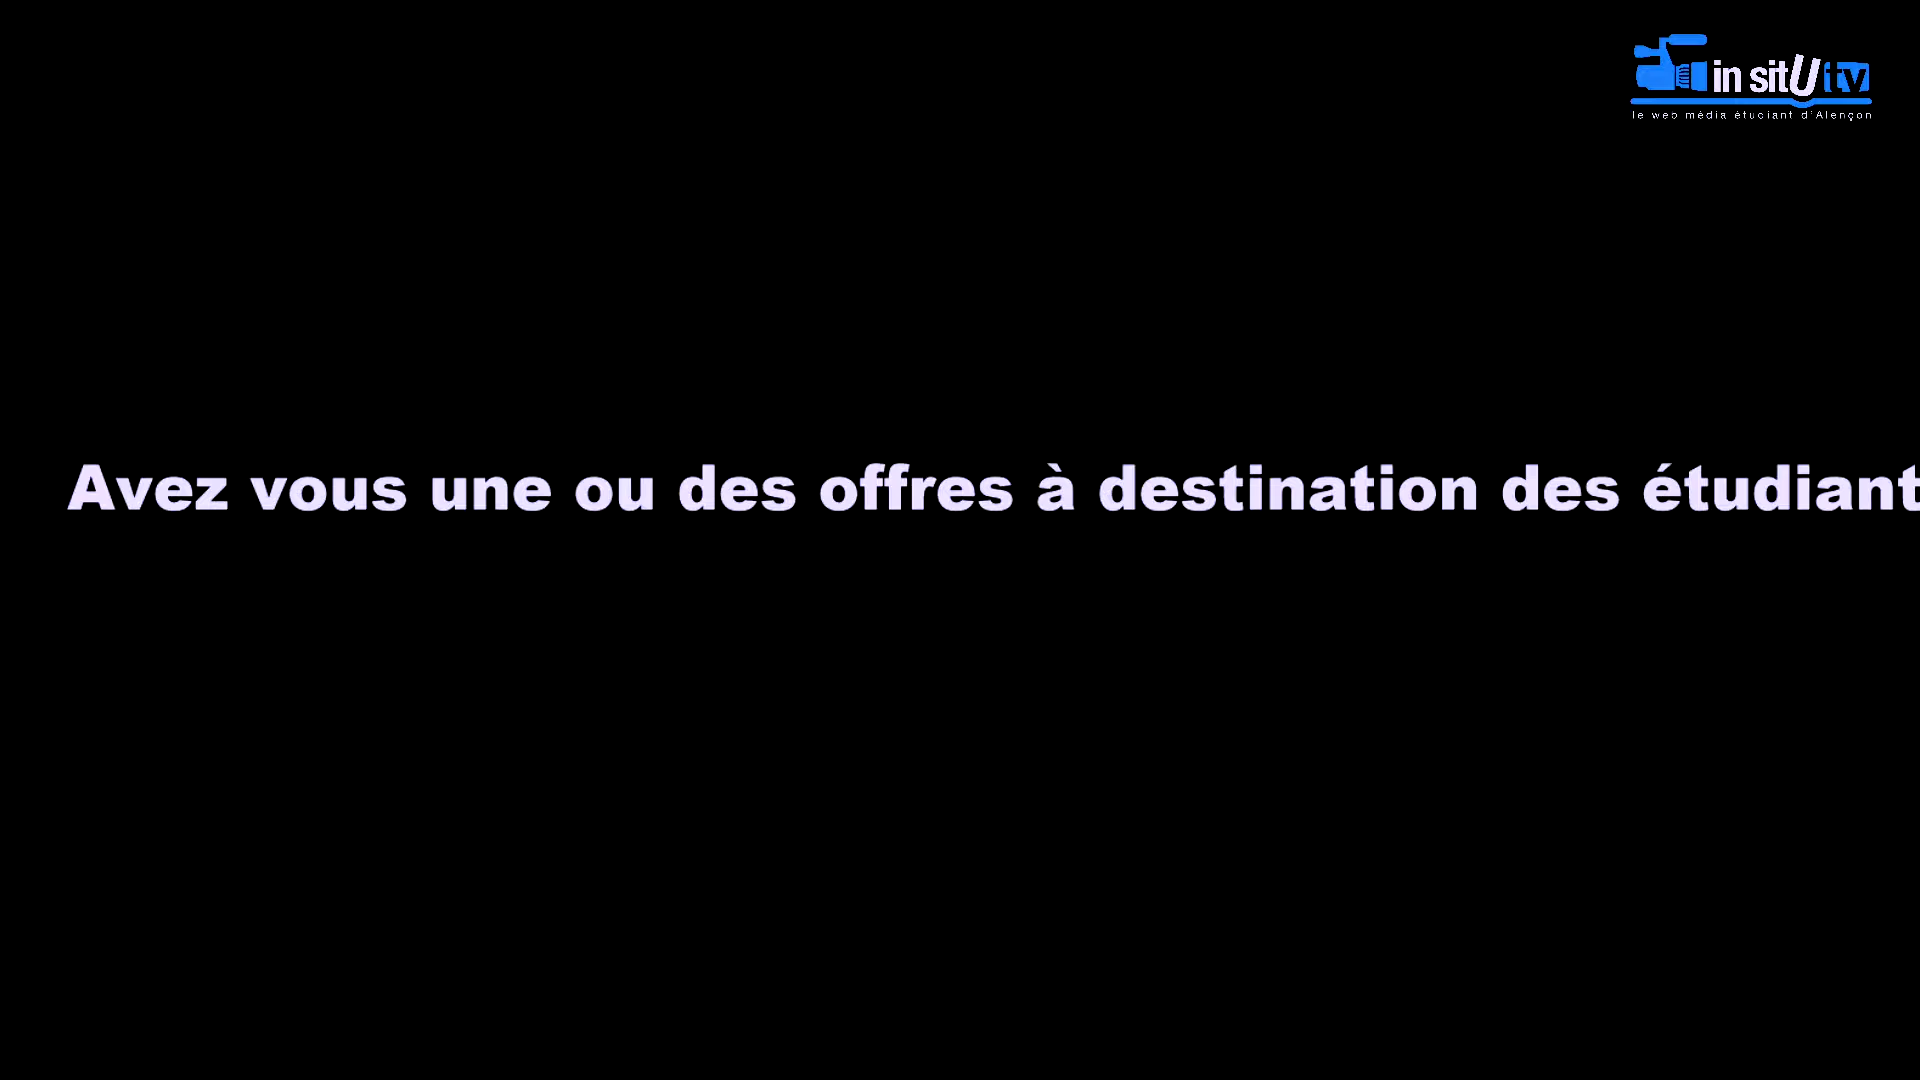 in sitU tv
le web média étudiant d'Alençon
Avez vous une ou des offres à destination des étudiant